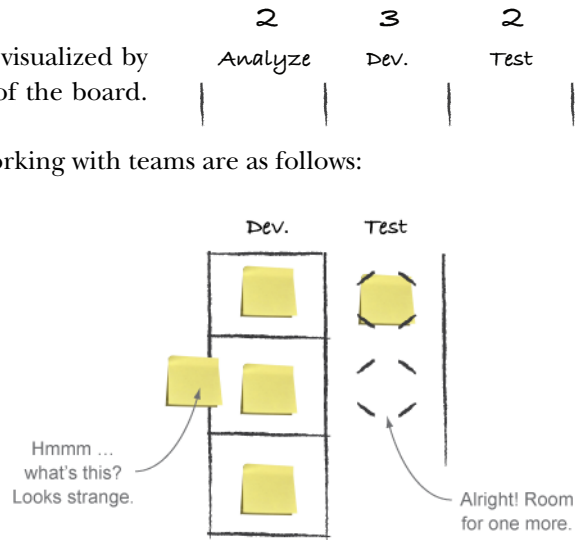 2 3 2
visualized by
Analyze Dev. Test
of the board.
orking with teams are as follows:
Dev. Test
Hmmm ...
what's this?
Looks strange.
Alright! Room
for one more.